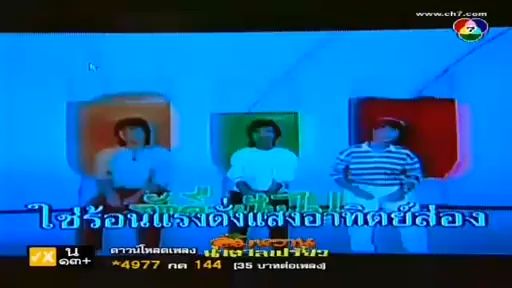 www.ch7.com
7
ใช่ร้อนแรงดั่งแสงอาทิตย์ส่อง
น ๑๓+
ดาวน์โหลดเพลง
*4977 กด 144 (35 บาทต่อเพลง)